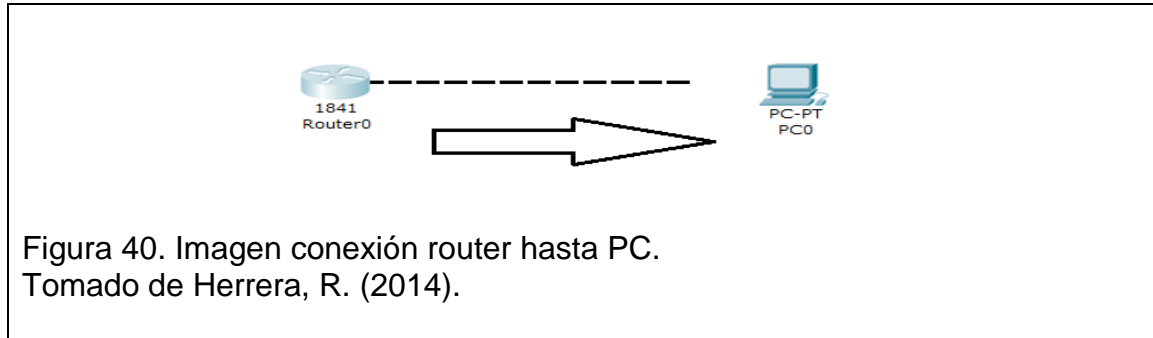 1841
Router0
PC-PT
PC0
Figura 40. Imagen conexión router hasta PC.
Tomado de Herrera, R. (2014).